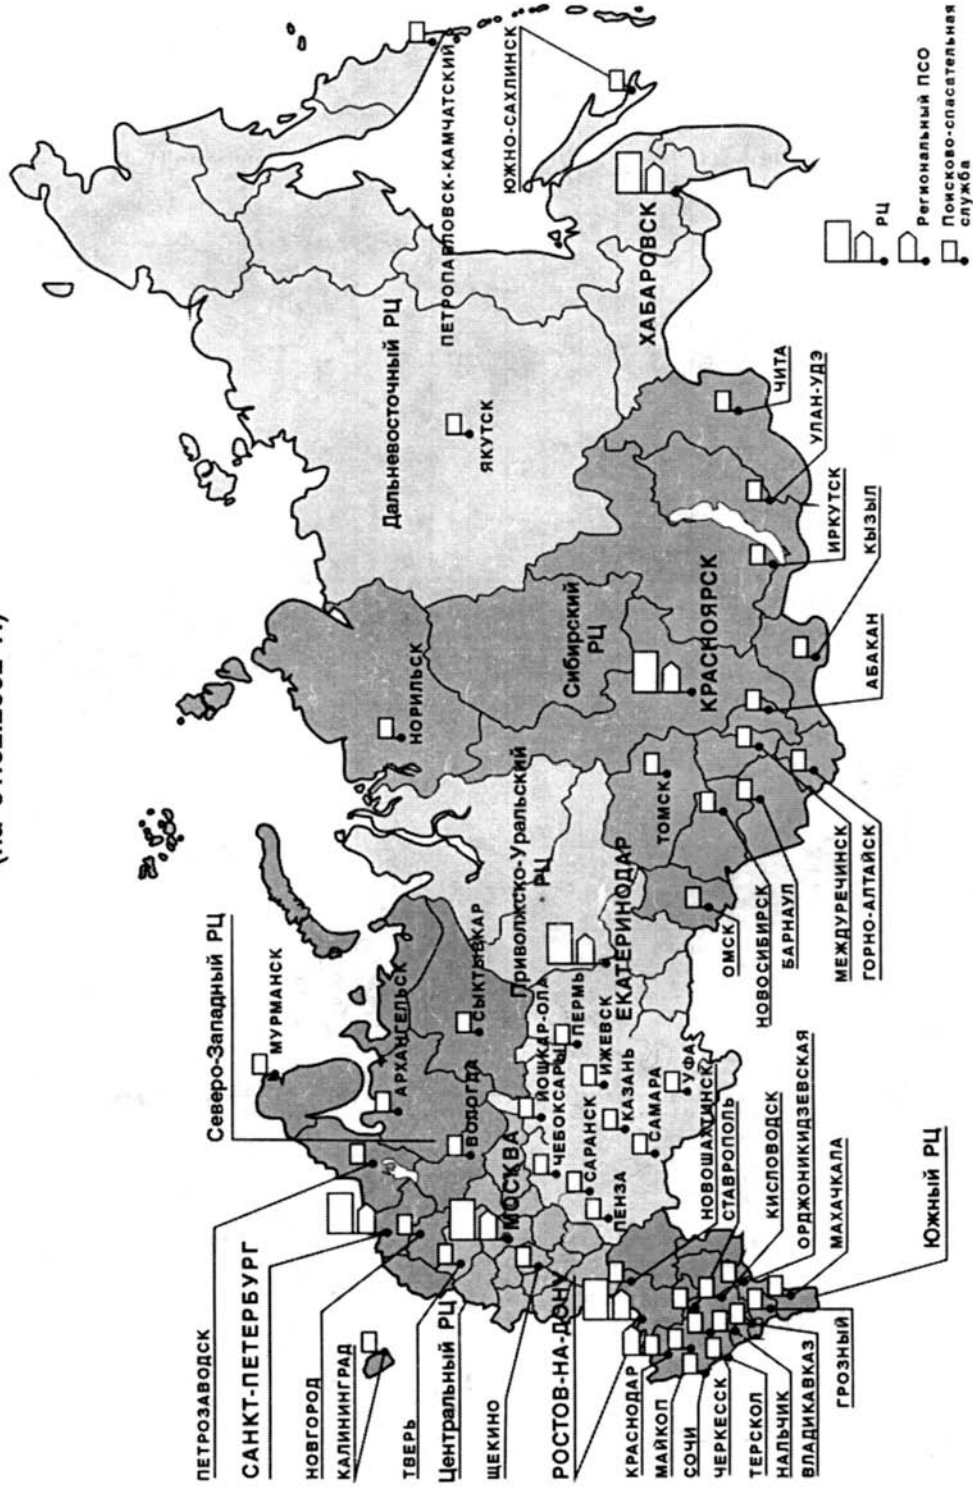 ПЕТРОЗАВОДСК
САНКТ-ПЕТЕРБУРГ
НОВГОРОД
КАЛИНИНГРАД
ТВЕРЬ
Центральный РЦ
ЩЕКИНО
РОСТОВ-НА-ДОНУ
КРАСНОДАР
МАЙКОП
СОЧИ
ЧЕРКЕССК
ТЕРСКОЛ
НАЛЬЧИК
ВЛАДИКАВКАЗ
ГРОЗНЫЙ
Южный РЦ
МАХАЧКАЛА
ОРДЖОНИКИДЗЕВСКАЯ
КИСЛОВОДСК
СТАВРОПОЛЬ
НОВОШАХТИНСК
Северо-Западный РЦ
МУРМАНСК
АРХАНГЕЛЬСК
СЫКТЫВКАР
ВОЛОГДА
МОСКВА
ЙОШКАР-ОЛА
ЧЕБОКСАРЫ
САРАНСК
ПЕНЗА
ПЕРМЬ
ИЖЕВСК
КАЗАНЬ
САМАРА
УФА
Приволжско-Уральский
РЦ
ЕКАТЕРИНОДАР
НОРИЛЬСК
Сибирский
РЦ
КРАСНОЯРСК
ТОМСК
ОМСК
НОВОСИБИРСК
БАРНАУЛ
МЕЖДУРЕЧИНСК
ГОРНО-АЛТАЙСК
АБАКАН
КЫЗЫЛ
ИРКУТСК
УЛАН-УДЭ
ЧИТА
Дальневосточный РЦ
ЯКУТСК
ПЕТРОПАВЛОВСК-КАМЧАТСКИЙ
ЮЖНО-САХЛИНСК
ХАБАРОВСК
РЦ
Региональный ПСО
Поисково-спасательная
служба